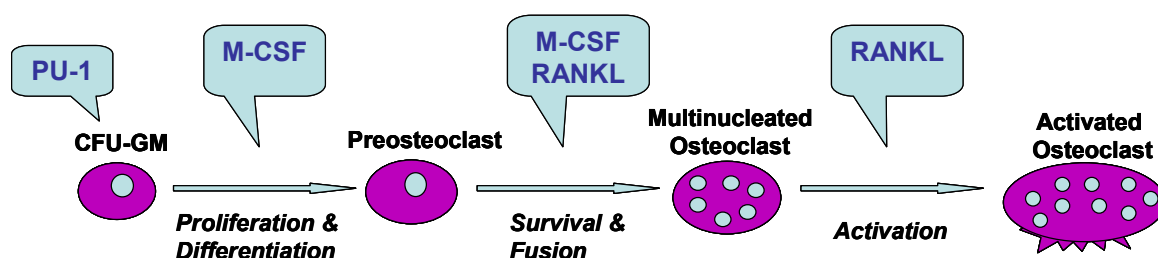 PU-1
M-CSF
M-CSF
RANKL
RANKL
CFU-GM
Preosteoclast
Multinucleated
Osteoclast
Activated
Osteoclast
Proliferation &
Differentiation
Survival &
Fusion
Activation